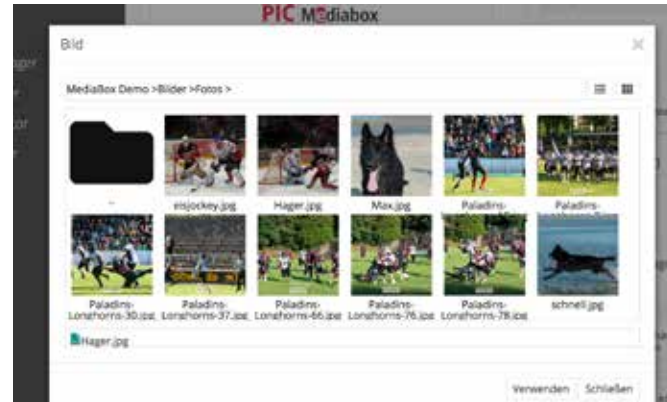 PIC Mediabox
Bild
MediaBox Demo >Bilder >Fotos >
..
eisjockey.jpg
Hager.jpg
Max.jpg
Paladins-
Paladins-
Paladins-
Longhorns-30.jpg
Paladins-
Longhorns-37.jpg
Paladins-
Longhorns-66.jpg
Paladins-
Longhorns-76.jpg
Paladins-
Longhorns-78.jpg
schnell.jpg
Hager.jpg
Verwenden
Schließen